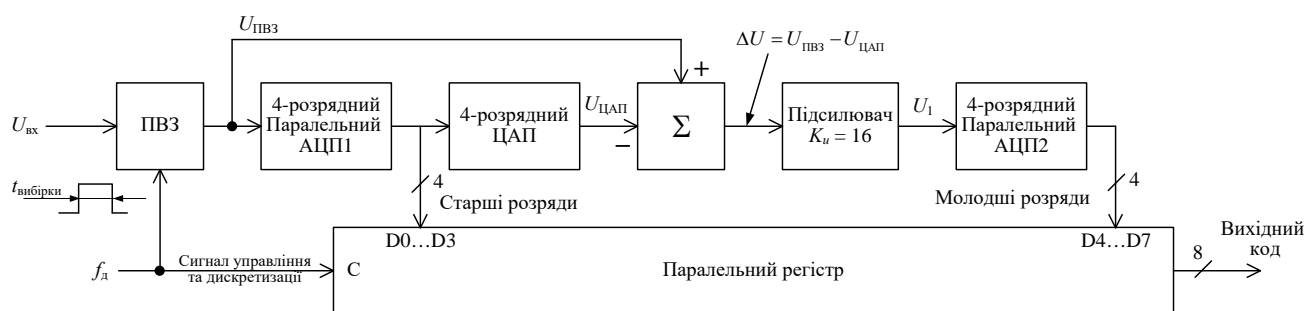 U_ПВЗ
ΔU = U_ПВЗ − U_ЦАП
U_вх
ПВЗ
4-розрядний
Паралельний
АЦП1
4-розрядний
ЦАП
U_ЦАП
+
−
Σ
Підсилювач
K_u = 16
U_1
4-розрядний
Паралельний
АЦП2
t_вибірки
4
Старші розряди
Молодші розряди
4
D0…D3
D4…D7
Вихідний
код
f_д
Сигнал управління
та дискретизації
C
Паралельний регістр
8